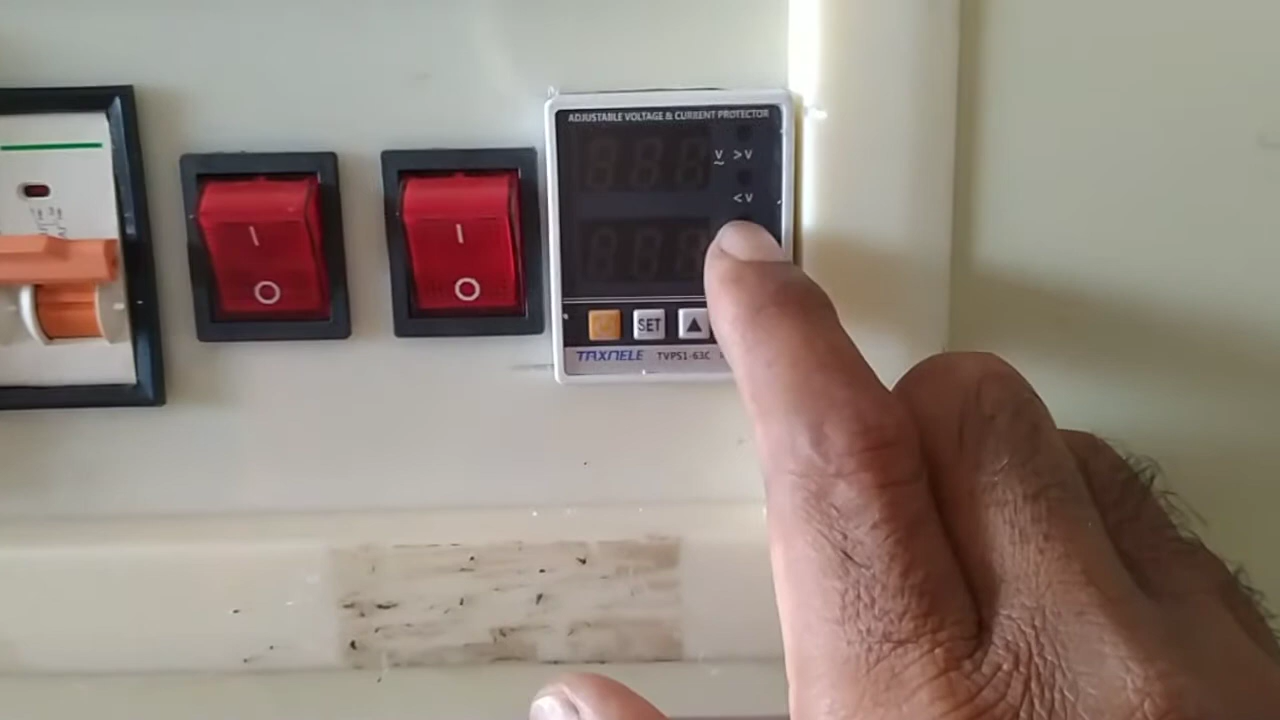 ADJUSTABLE VOLTAGE & CURRENT PROTECTOR
V >V
<V
I O
I O
SET ▲
TAXNELE TVPS1-63C